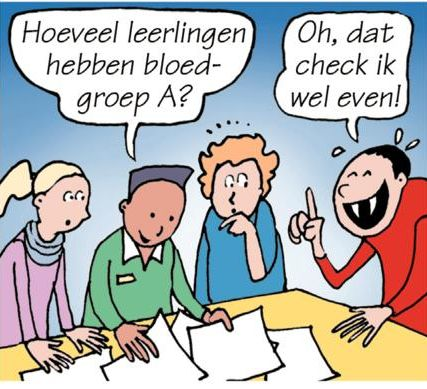 Hoeveel leerlingen
hebben bloed-
groep A?
Oh, dat
check ik
wel even!